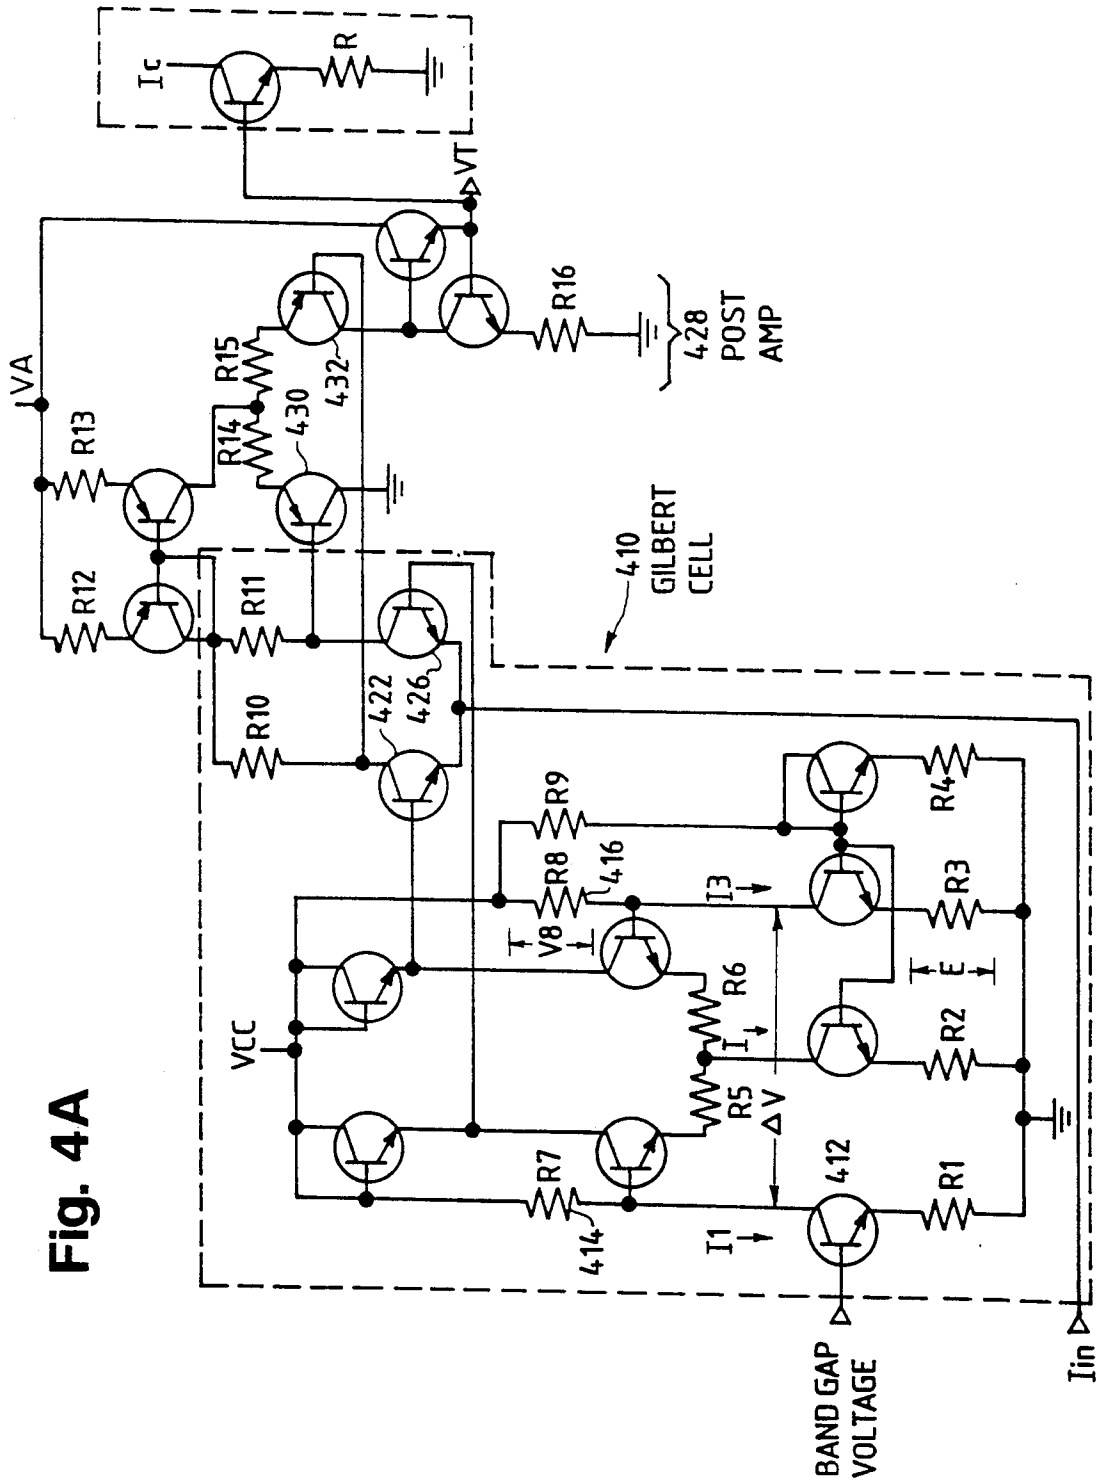 Fig. 4A
VA
R12
R13
R14
R15
430
432
R10
R11
422
426
Ic
R
VT
R16
428
POST
AMP
410
GILBERT
CELL
VCC
R7
414
V8
R8
416
R9
R5
R6
I
ΔV
I1
I3
412
E
R1
R2
R3
R4
BAND GAP
VOLTAGE
Iin